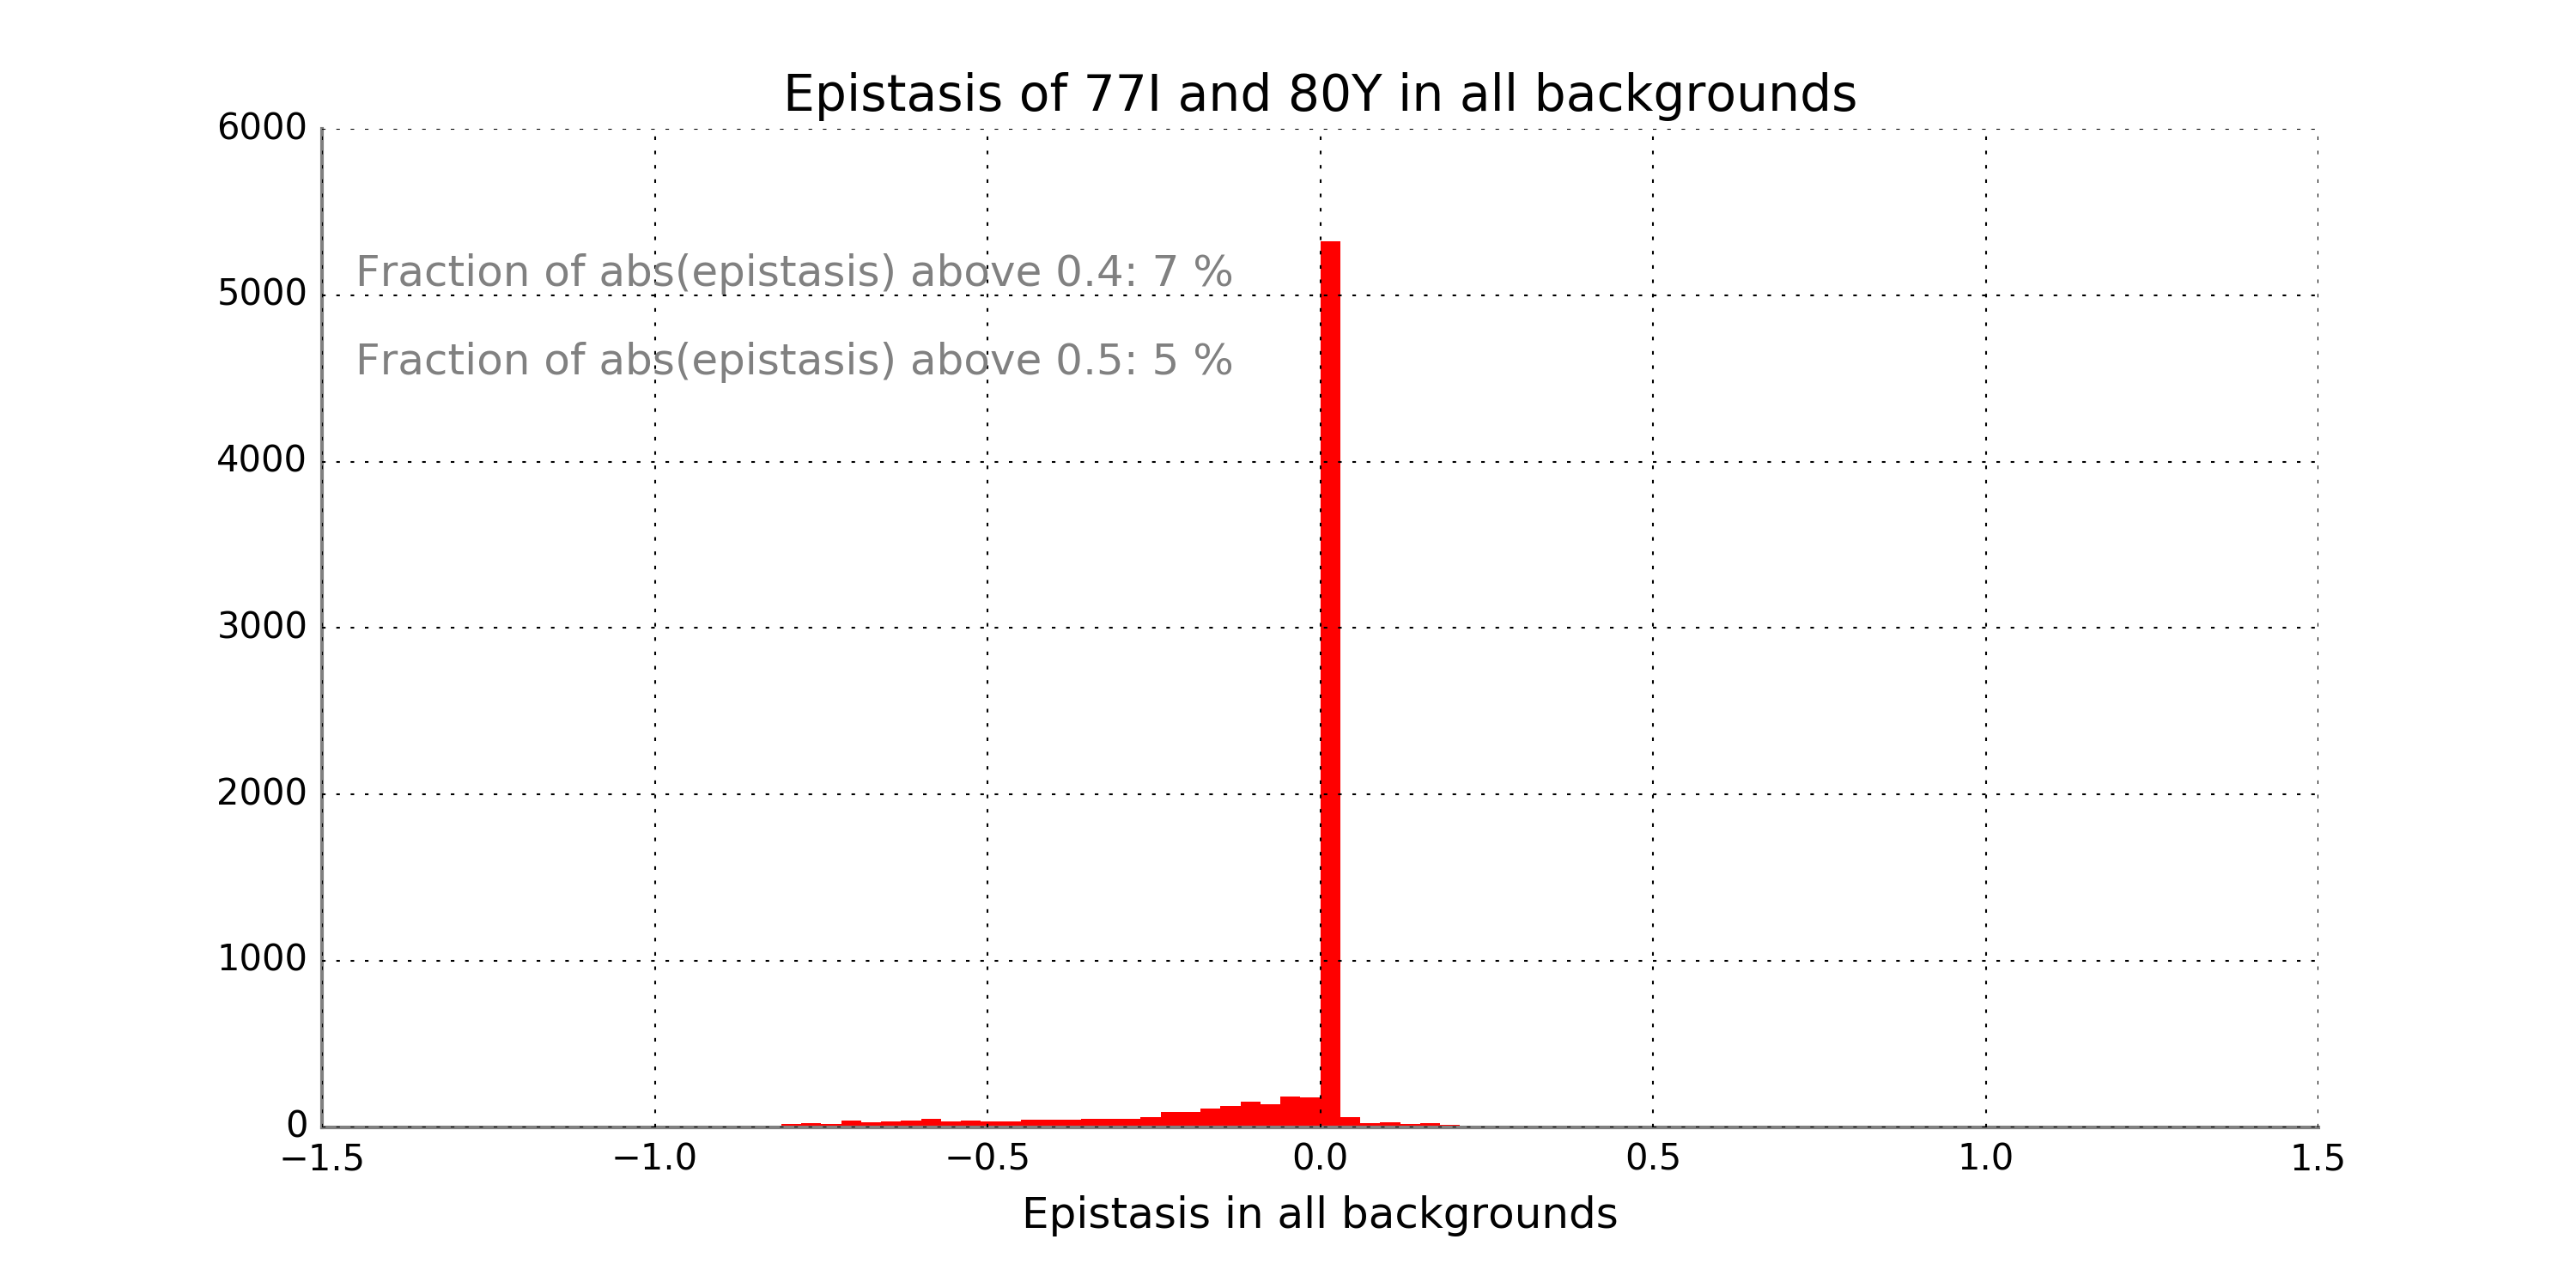 Epistasis of 77I and 80Y in all backgrounds
6000
Fraction of abs(epistasis) above 0.4: 7 %
5000
Fraction of abs(epistasis) above 0.5: 5 %
4000
3000
2000
1000
0
−1.5 −1.0 −0.5 0.0 0.5 1.0 1.5
Epistasis in all backgrounds